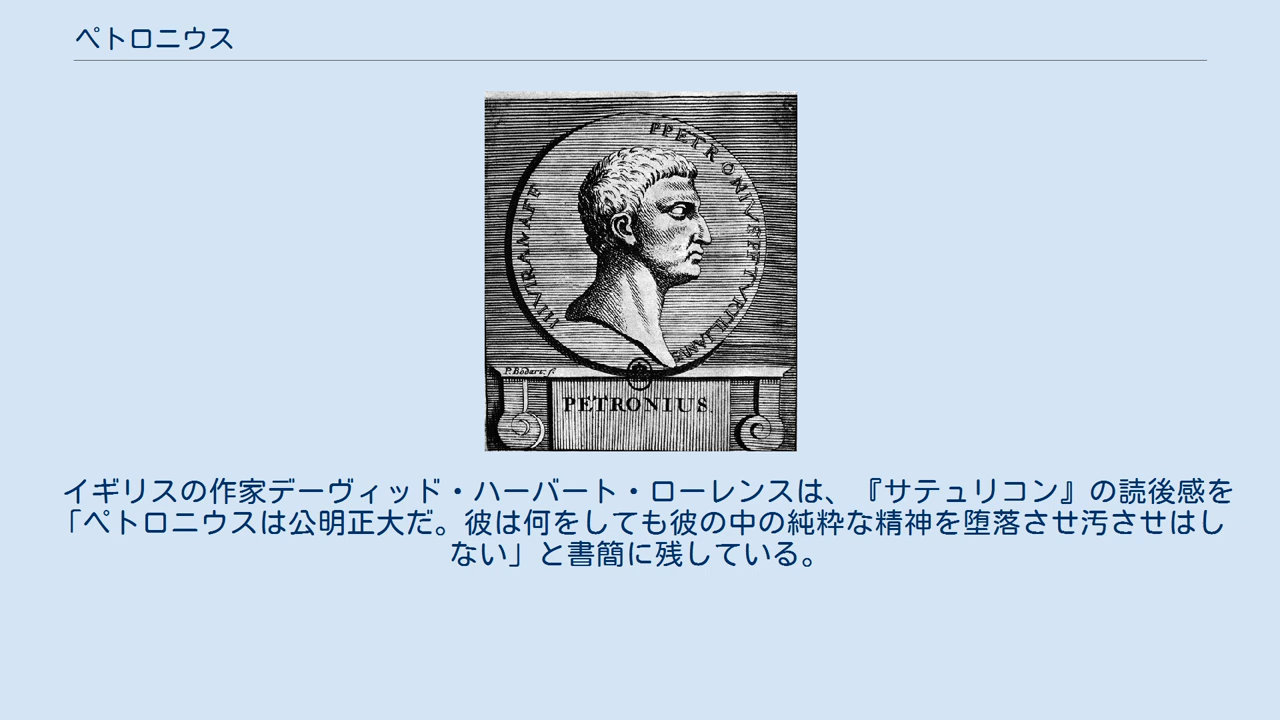 ペトロニウス
PETRONIUS
P. Bodart. f.
イギリスの作家デーヴィッド・ハーバート・ローレンスは、『サテュリコン』の読後感を
「ペトロニウスは公明正大だ。彼は何をしても彼の中の純粋な精神を堕落させ汚させはし
ない」と書簡に残している。